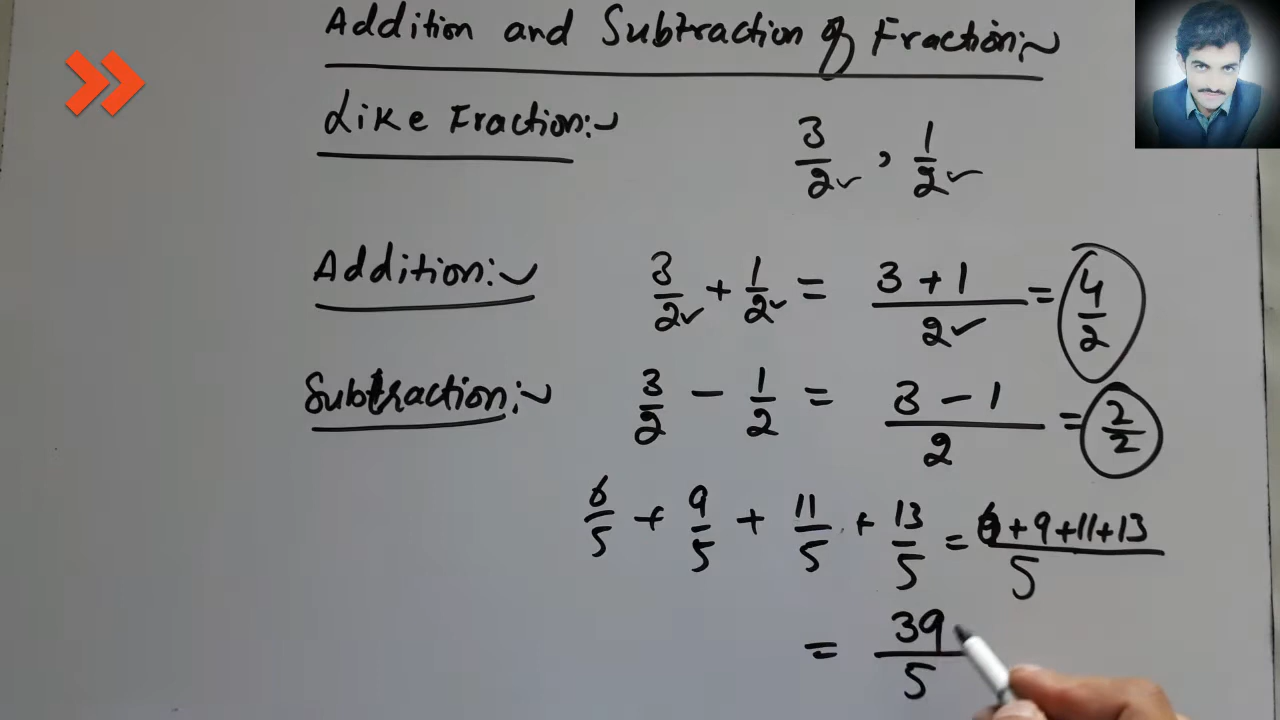 Addition and Subtraction of Fraction:~
Like Fraction:~ 3/2✓, 1/2✓
Addition:~ 3/2✓ + 1/2✓ = 3+1/2✓ = 4/2
Subtraction:~ 3/2 - 1/2 = 3-1/2 = 2/2
6/5 + 9/5 + 11/5 + 13/5 = 6+9+11+13/5
= 39/5